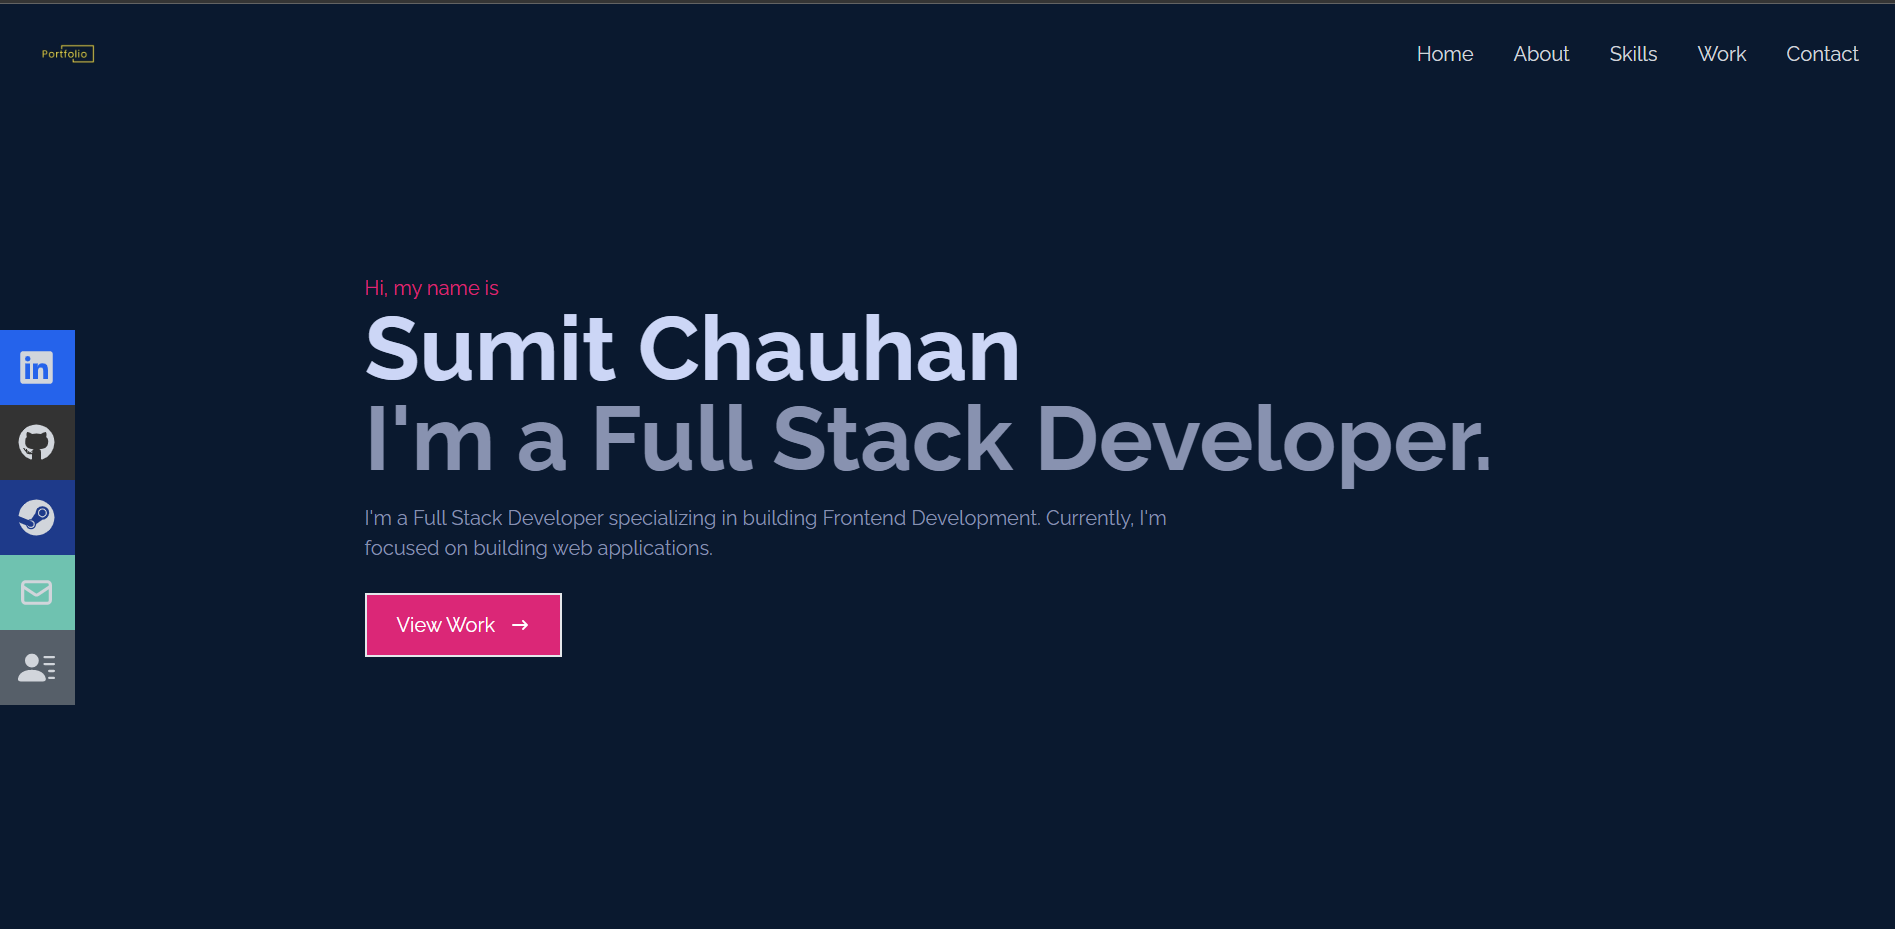 Portfolio
Home About Skills Work Contact
Hi, my name is
Sumit Chauhan
I'm a Full Stack Developer.
I'm a Full Stack Developer specializing in building Frontend Development. Currently, I'm
focused on building web applications.
in
View Work →